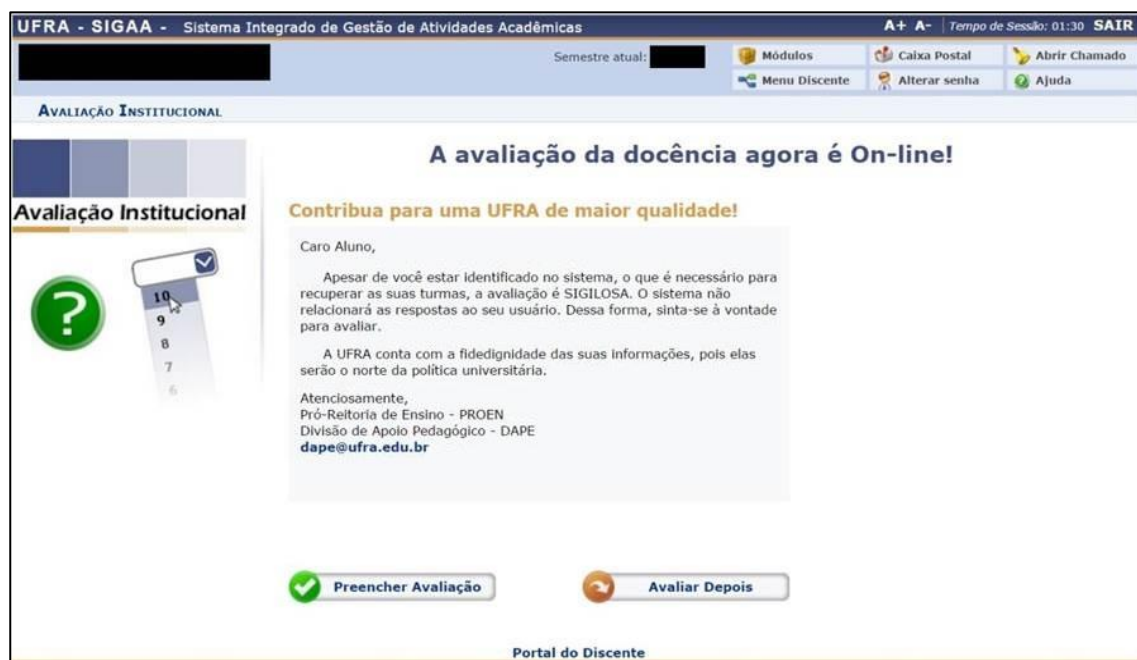 UFRA - SIGAA - Sistema Integrado de Gestão de Atividades Acadêmicas
A+ A- | Tempo de Sessão: 01:30 SAIR
Semestre atual:
Módulos
Caixa Postal
Abrir Chamado
Menu Discente
Alterar senha
Ajuda
AVALIAÇÃO INSTITUCIONAL
Avaliação Institucional
10
9
8
7
6
A avaliação da docência agora é On-line!
Contribua para uma UFRA de maior qualidade!
Caro Aluno,
Apesar de você estar identificado no sistema, o que é necessário para
recuperar as suas turmas, a avaliação é SIGILOSA. O sistema não
relacionará as respostas ao seu usuário. Dessa forma, sinta-se à vontade
para avaliar.
A UFRA conta com a fidedignidade das suas informações, pois elas
serão o norte da política universitária.
Atenciosamente,
Pró-Reitoria de Ensino - PROEN
Divisão de Apoio Pedagógico - DAPE
dape@ufra.edu.br
Preencher Avaliação
Avaliar Depois
Portal do Discente